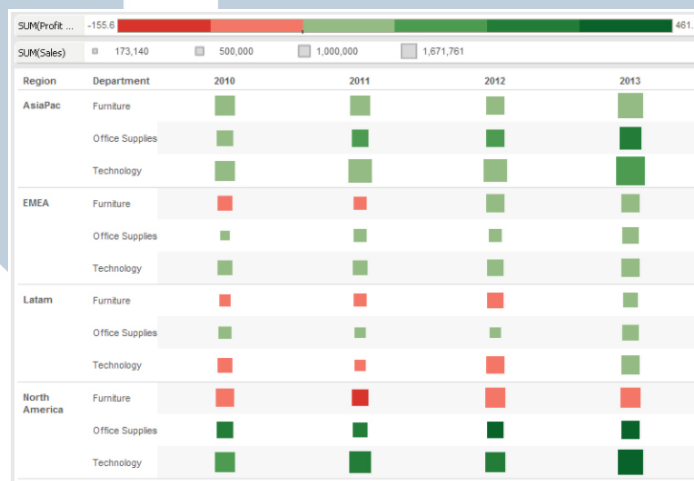 SUM(Profit ... -155.6 461.
SUM(Sales) 173,140 500,000 1,000,000 1,671,761
Region Department 2010 2011 2012 2013
AsiaPac Furniture
Office Supplies
Technology
EMEA Furniture
Office Supplies
Technology
Latam Furniture
Office Supplies
Technology
North America Furniture
Office Supplies
Technology